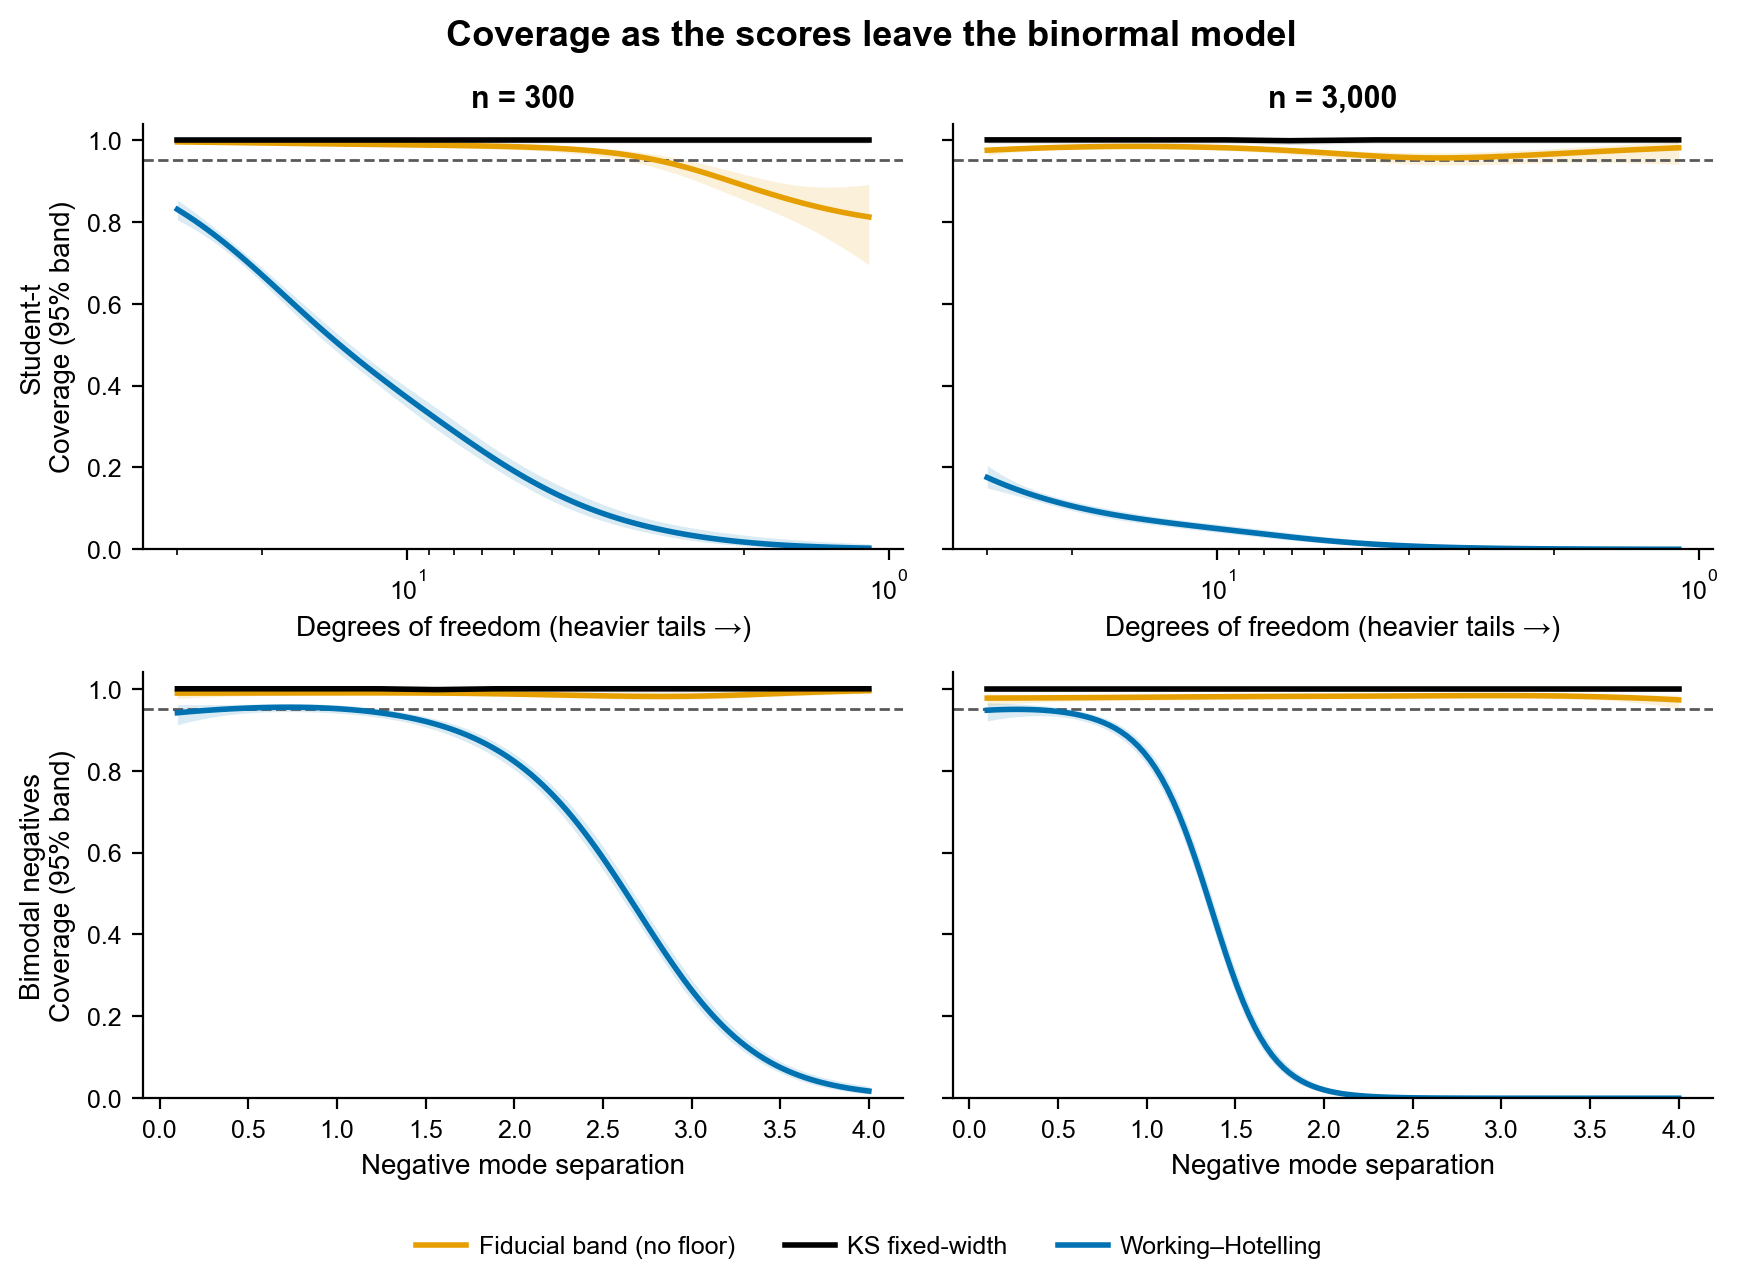 Coverage as the scores leave the binormal model
n = 300
n = 3,000
Student-t
Coverage (95% band)
1.0
0.8
0.6
0.4
0.2
0.0
10¹
10⁰
10¹
10⁰
Degrees of freedom (heavier tails →)
Degrees of freedom (heavier tails →)
Bimodal negatives
Coverage (95% band)
1.0
0.8
0.6
0.4
0.2
0.0
0.0 0.5 1.0 1.5 2.0 2.5 3.0 3.5 4.0
0.0 0.5 1.0 1.5 2.0 2.5 3.0 3.5 4.0
Negative mode separation
Negative mode separation
Fiducial band (no floor)
KS fixed-width
Working–Hotelling